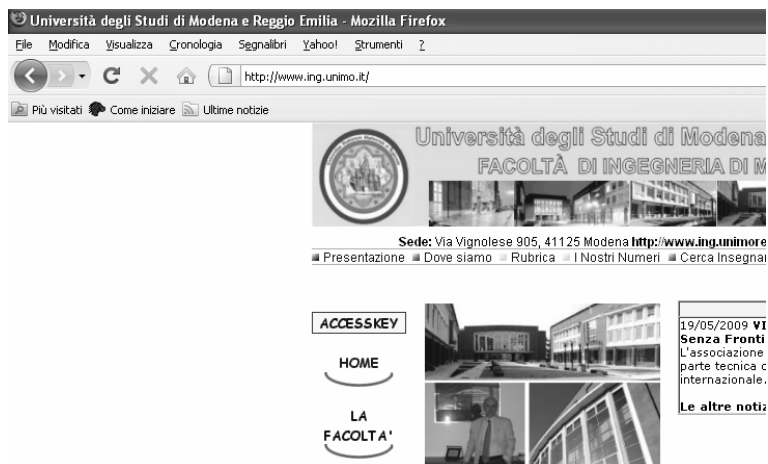 Università degli Studi di Modena e Reggio Emilia - Mozilla Firefox
File Modifica Visualizza Cronologia Segnalibri Yahoo! Strumenti ?
http://www.ing.unimo.it/
Più visitati Come iniziare Ultime notizie
Università degli Studi di Modena
FACOLTÀ DI INGEGNERIA DI M
Sede: Via Vignolese 905, 41125 Modena http://www.ing.unimore
Presentazione Dove siamo Rubrica I Nostri Numeri Cerca Insegnar
ACCESSKEY
HOME
LA
FACOLTA'
19/05/2009 VI
Senza Fronti
L'associazione
parte tecnica
internazionale.
Le altre notiz